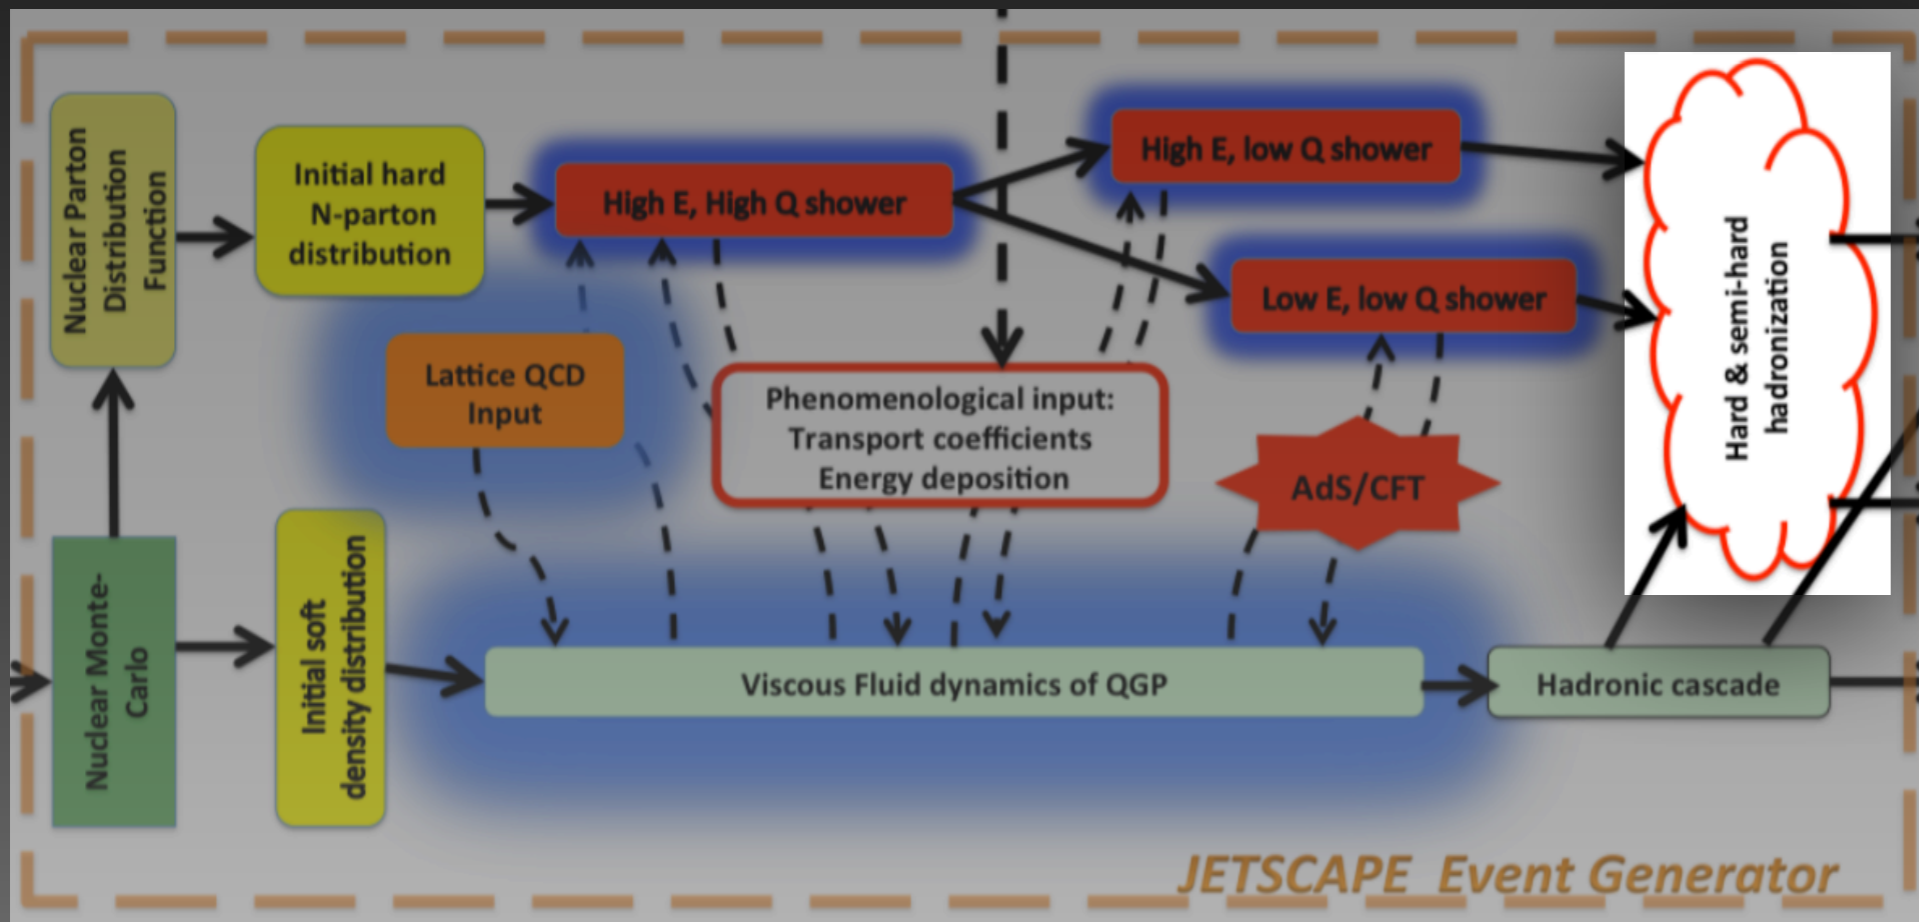 Nuclear Parton
Distribution
Function
Initial hard
N-parton
distribution
High E, High Q shower
High E, low Q shower
Low E, low Q shower
Hard & semi-hard
hadronization
Lattice QCD
Input
Phenomenological input:
Transport coefficients
Energy deposition
AdS/CFT
Nuclear Monte-
Carlo
Initial soft
density distribution
Viscous Fluid dynamics of QGP
Hadronic cascade
JETSCAPE Event Generator